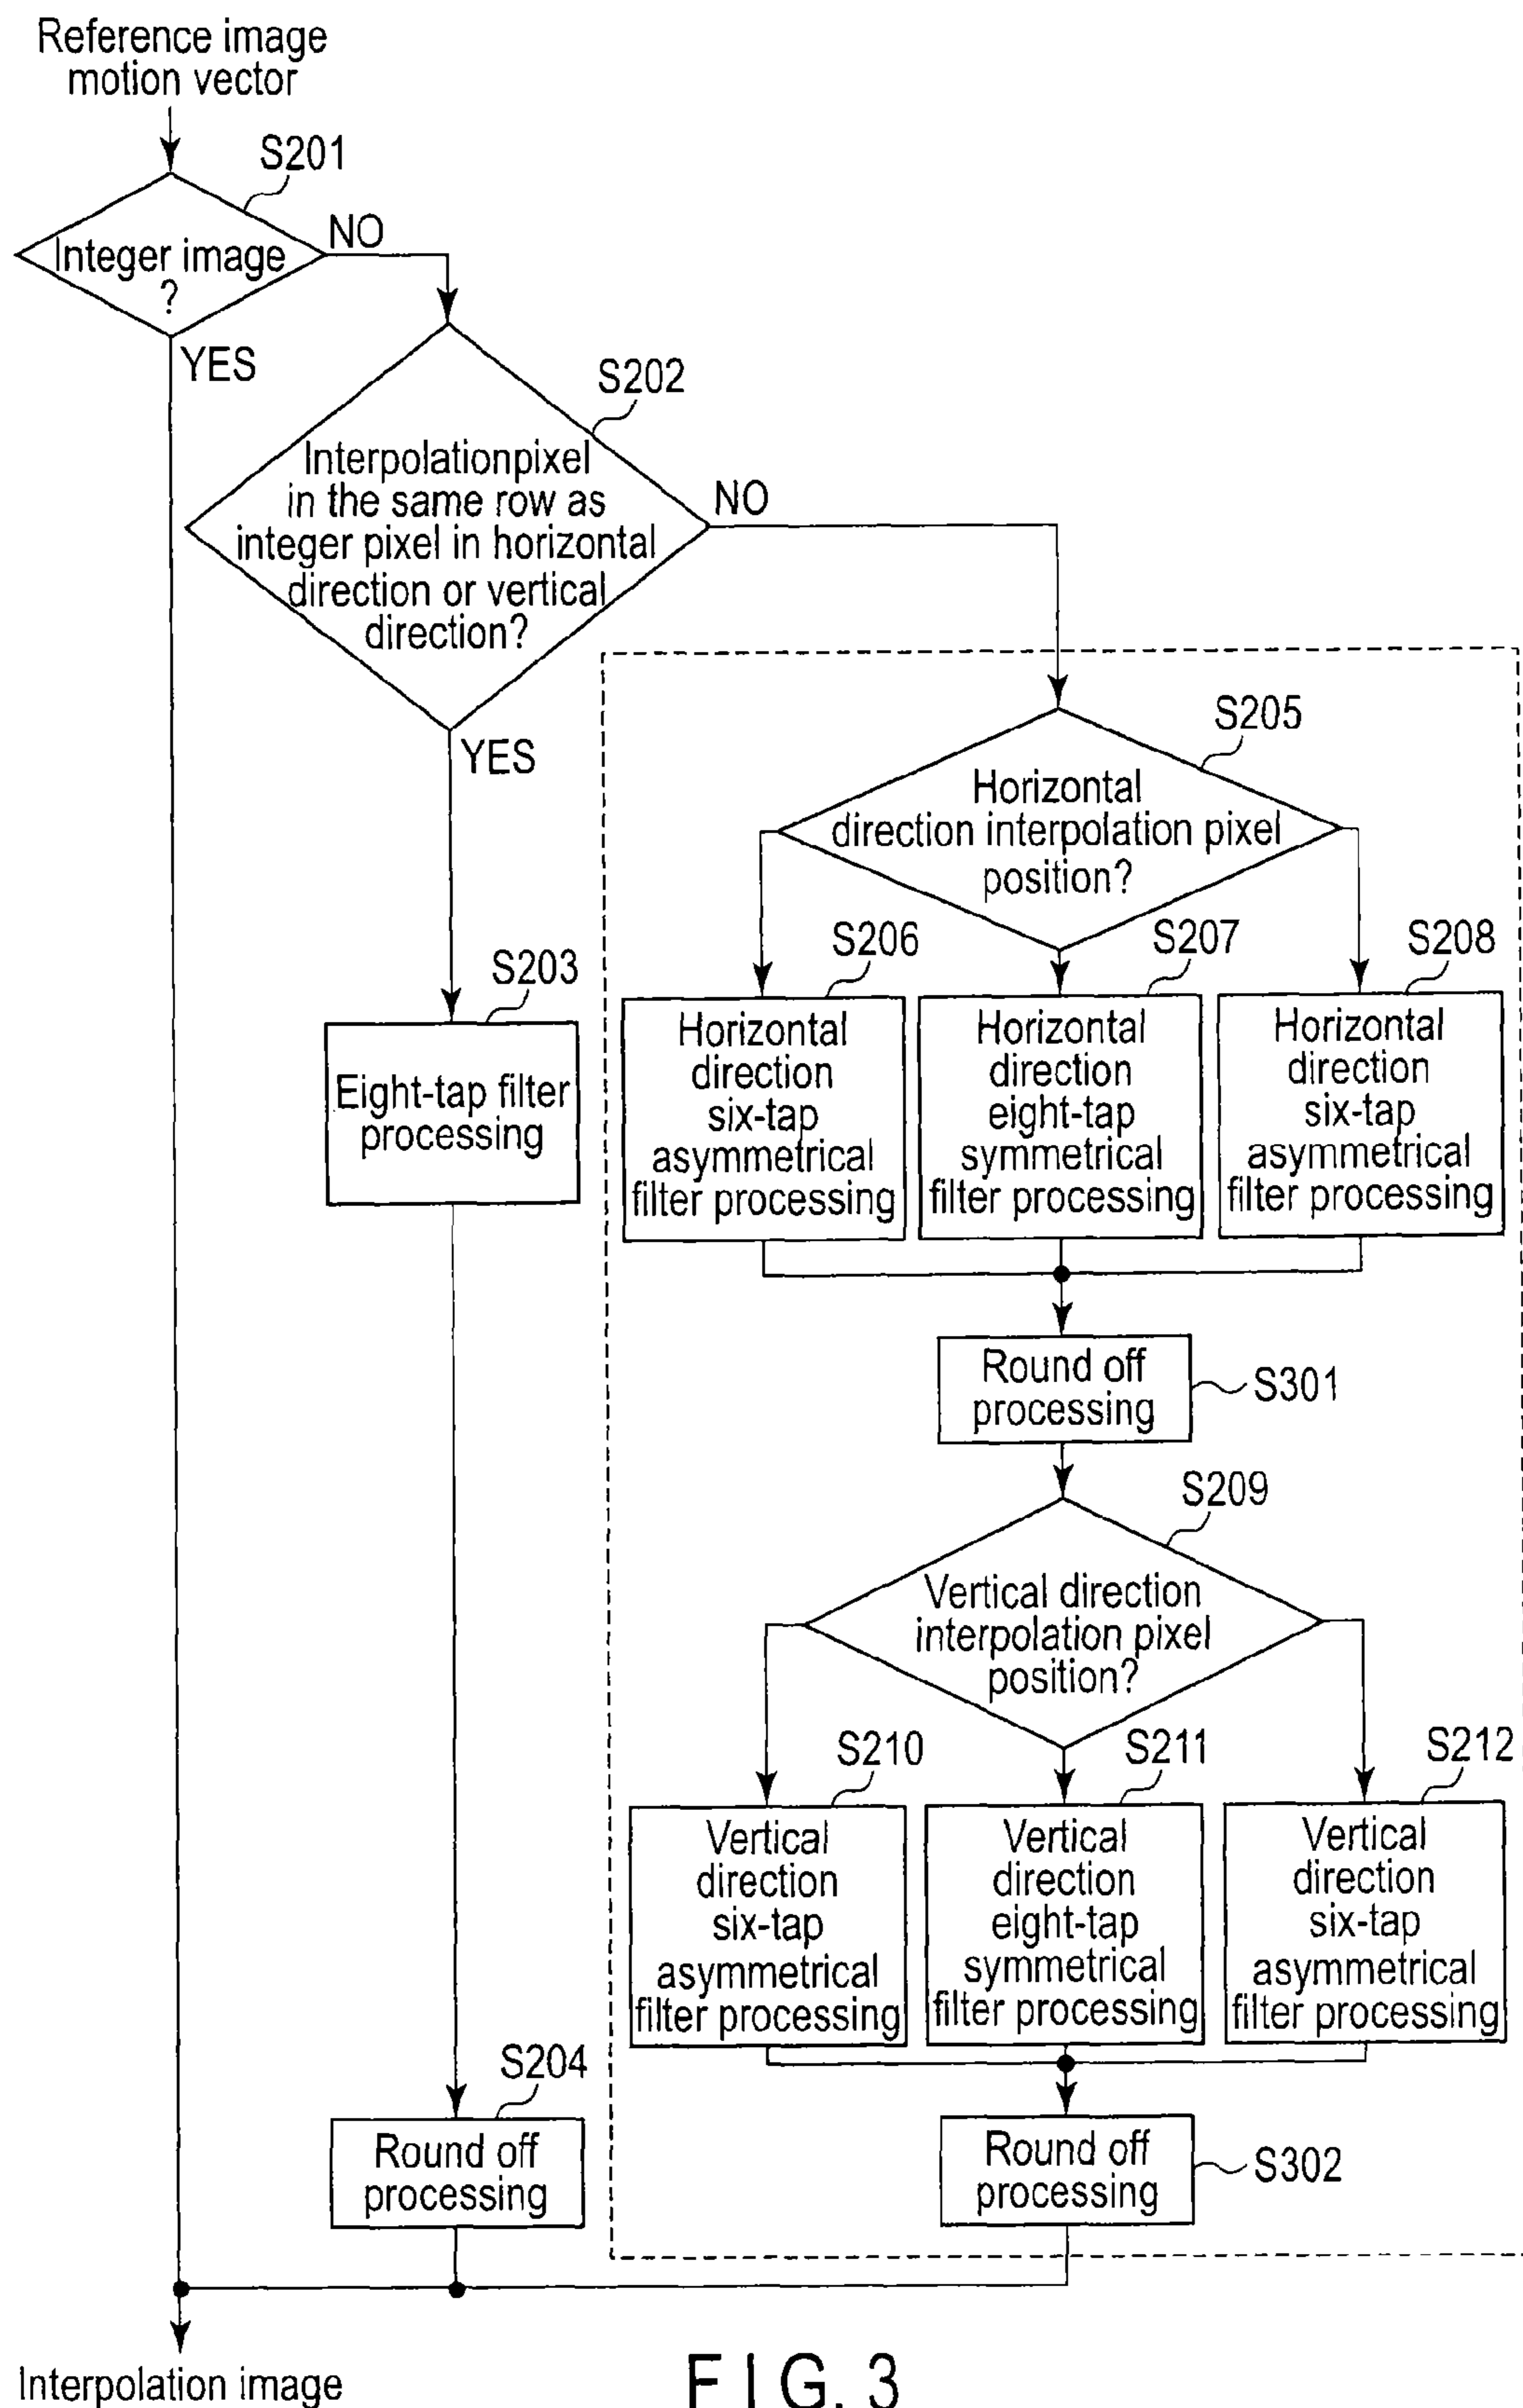 Reference image
motion vector
S201
Integer image
?
NO
YES
S202
Interpolationpixel
in the same row as
integer pixel in horizontal
direction or vertical
direction?
NO
YES
S205
Horizontal
direction interpolation pixel
position?
S203
Eight-tap filter
processing
S206
Horizontal
direction
six-tap
asymmetrical
filter processing
S207
Horizontal
direction
eight-tap
symmetrical
filter processing
S208
Horizontal
direction
six-tap
asymmetrical
filter processing
Round off
processing
S301
S209
Vertical direction
interpolation pixel
position?
S210
Vertical
direction
six-tap
asymmetrical
filter processing
S211
Vertical
direction
eight-tap
symmetrical
filter processing
S212
Vertical
direction
six-tap
asymmetrical
filter processing
S204
Round off
processing
Round off
processing
S302
Interpolation image
FIG. 3